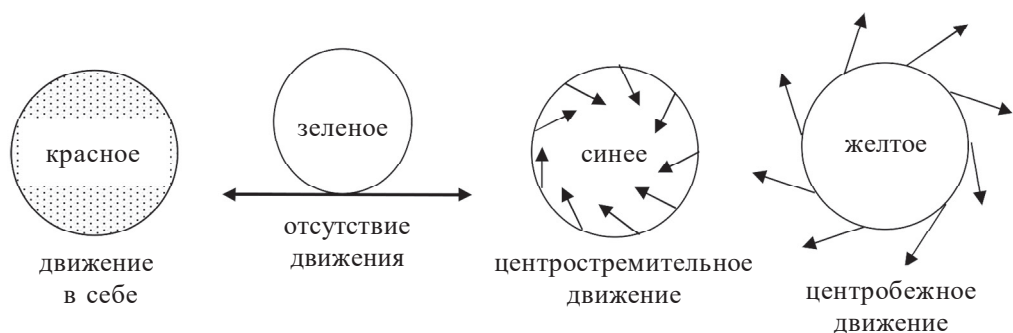 красное
движение
в себе
зеленое
отсутствие
движения
синее
центростремительное
движение
желтое
центробежное
движение